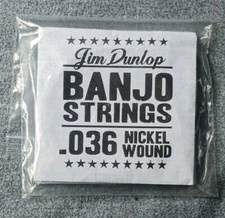 Jim Dunlop
BANJO
STRINGS
.036 NICKEL
WOUND